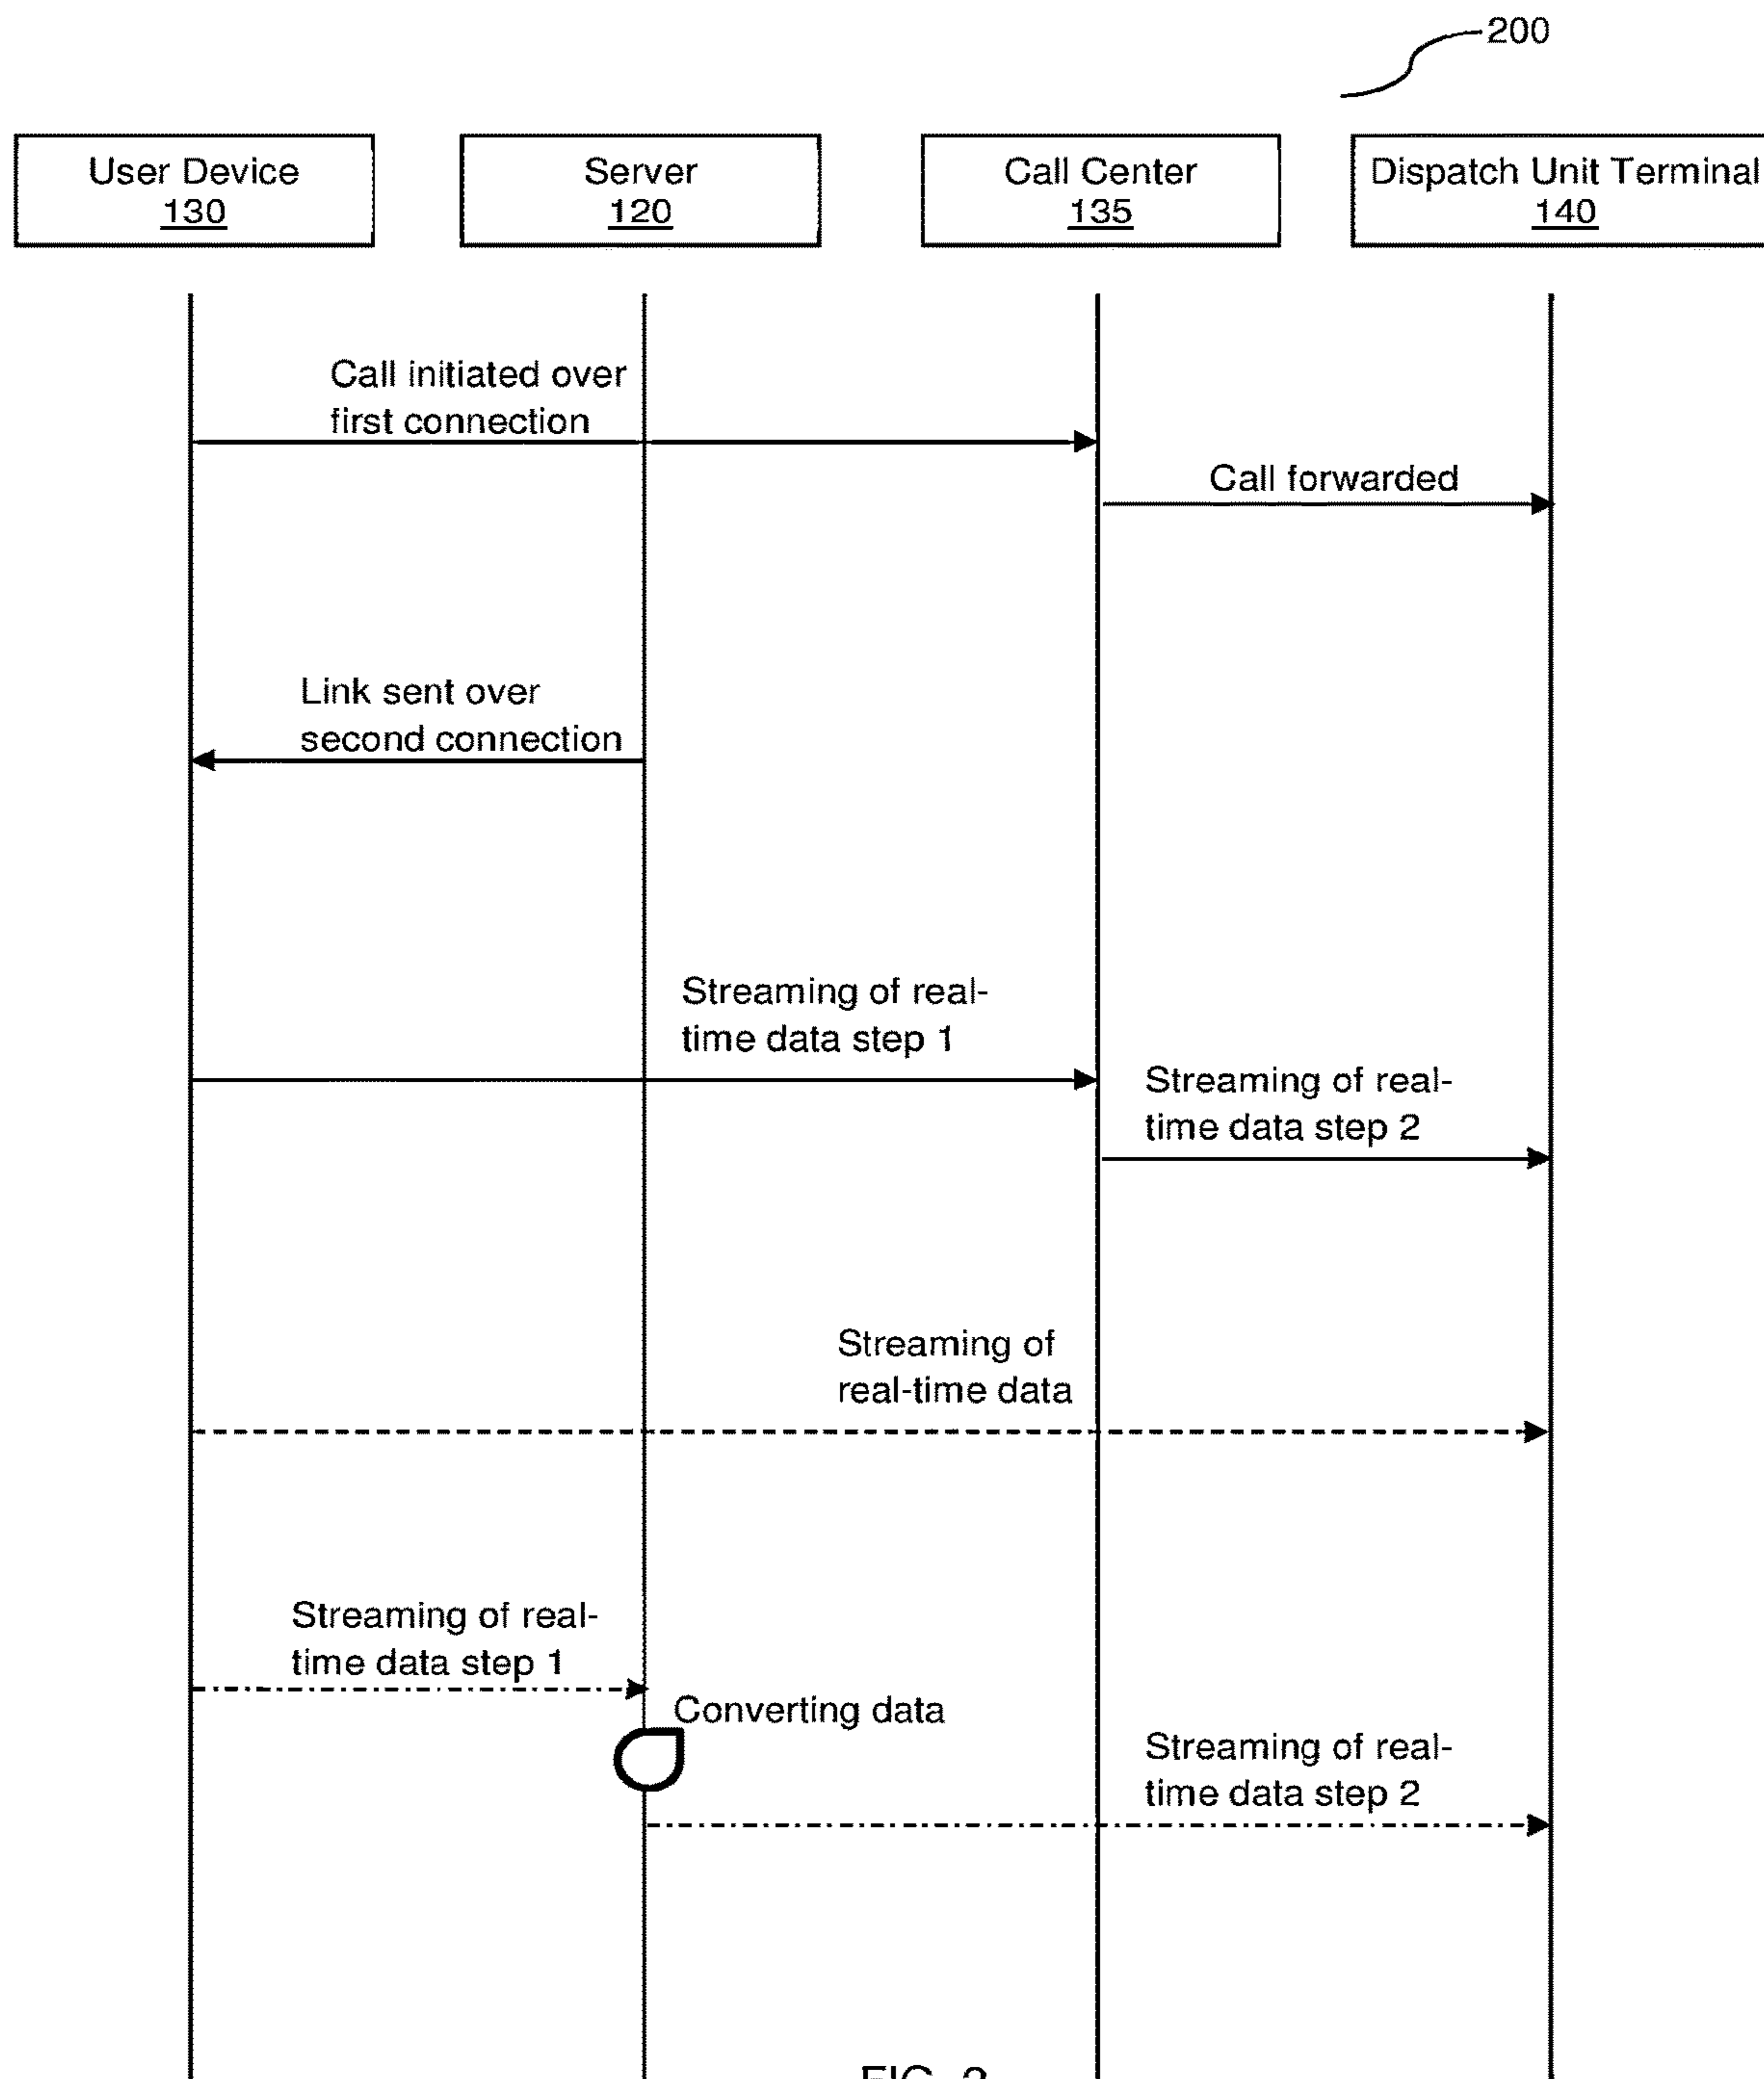 200
User Device
130
Server
120
Call Center
135
Dispatch Unit Terminal
140
Call initiated over
first connection
Call forwarded
Link sent over
second connection
Streaming of real-
time data step 1
Streaming of real-
time data step 2
Streaming of
real-time data
Streaming of real-
time data step 1
Converting data
Streaming of real-
time data step 2